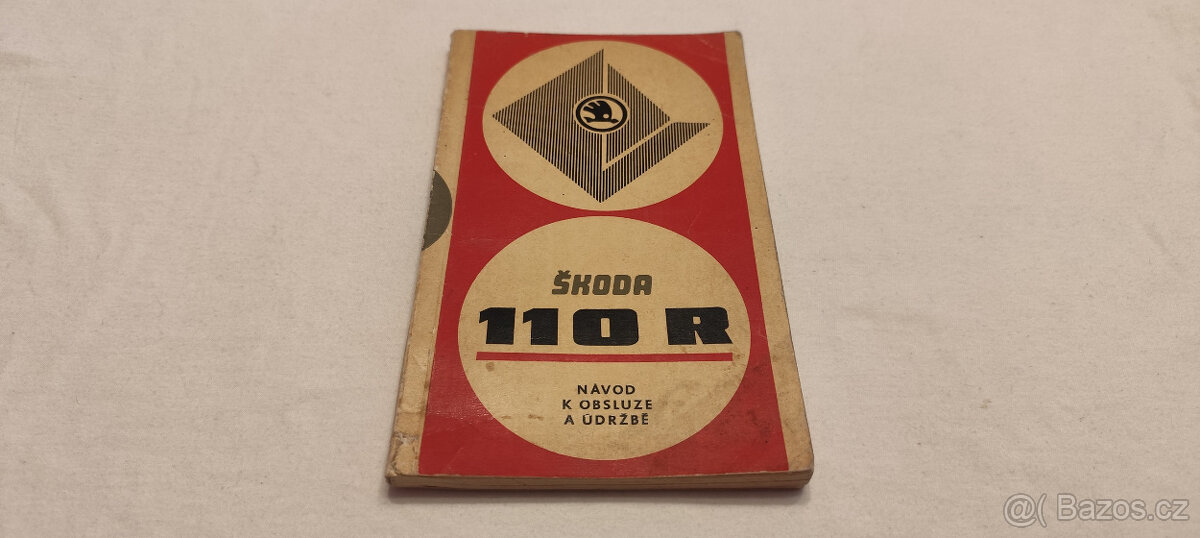 ŠKODA
110 R
NÁVOD
K OBSLUZE
A ÚDRŽBĚ
@( Bazos.cz